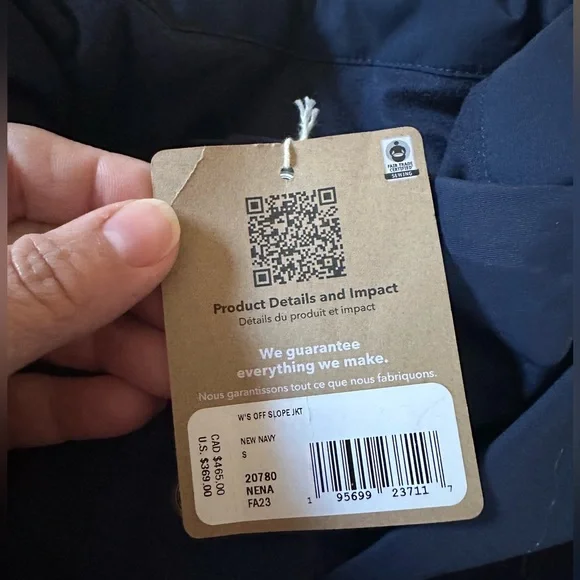 FAIR TRADE
CERTIFIED
SEWING
Product Details and Impact
Détails du produit et impact
We guarantee
everything we make.
Nous garantissons tout ce que nous fabriquons.
W'S OFF SLOPE JKT
NEW NAVY
S
20780
NENA
FA23
CAD $465.00
U.S. $369.00
1 95699 23711 7